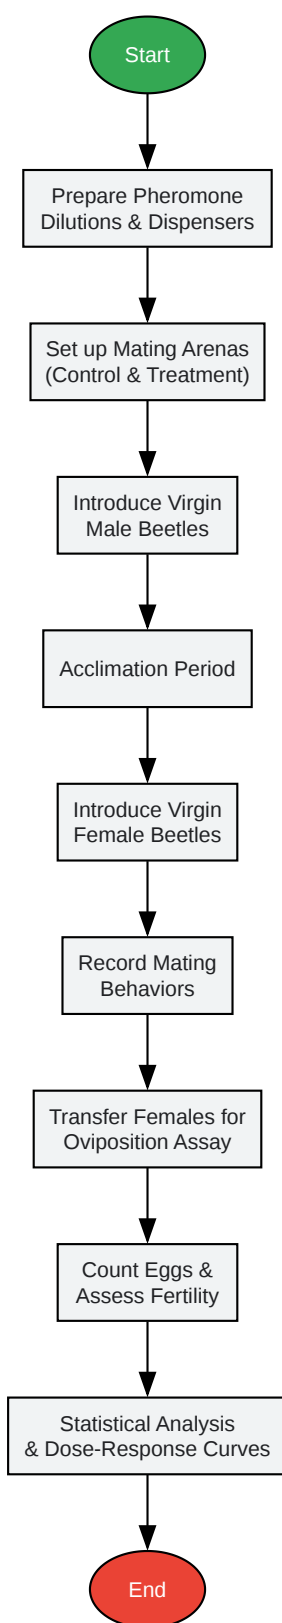 Start
Prepare Pheromone
Dilutions & Dispensers
Set up Mating Arenas
(Control & Treatment)
Introduce Virgin
Male Beetles
Acclimation Period
Introduce Virgin
Female Beetles
Record Mating
Behaviors
Transfer Females for
Oviposition Assay
Count Eggs &
Assess Fertility
Statistical Analysis
& Dose-Response Curves
End